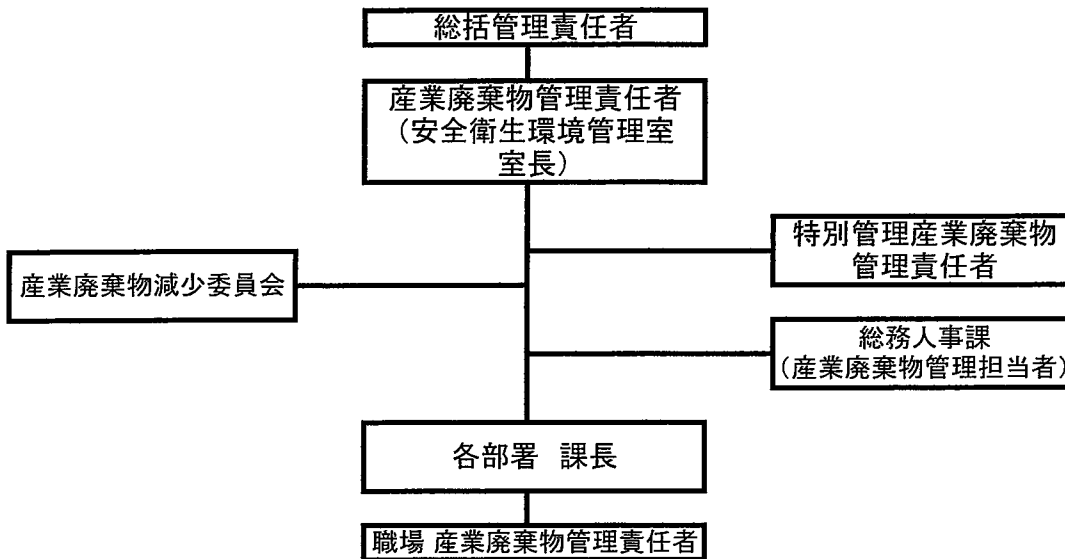 総括管理責任者
産業廃棄物管理責任者
(安全衛生環境管理室
室長)
特別管理産業廃棄物
管理責任者
産業廃棄物減少委員会
総務人事課
(産業廃棄物管理担当者)
各部署 課長
職場 産業廃棄物管理責任者